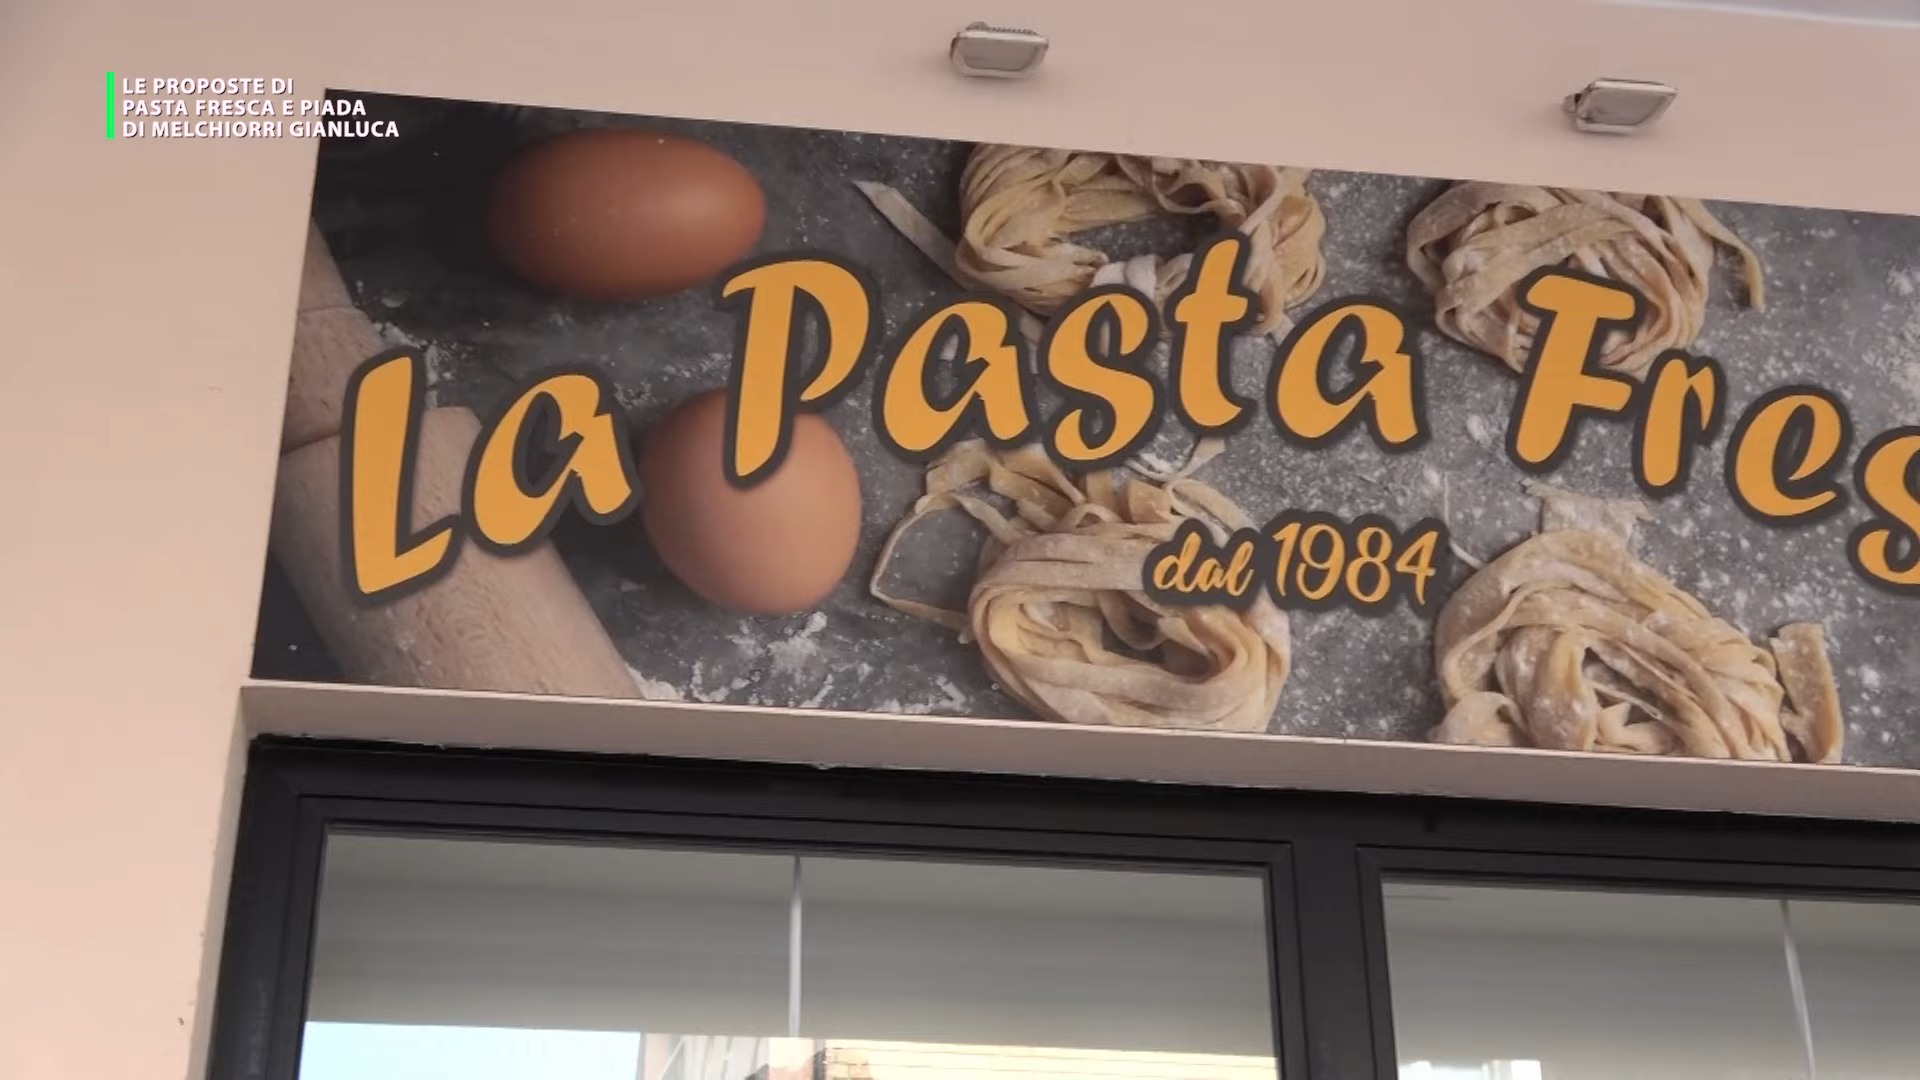 LE PROPOSTE DI
PASTA FRESCA E PIADA
DI MELCHIORRI GIANLUCA
La Pasta Fres
dal 1984